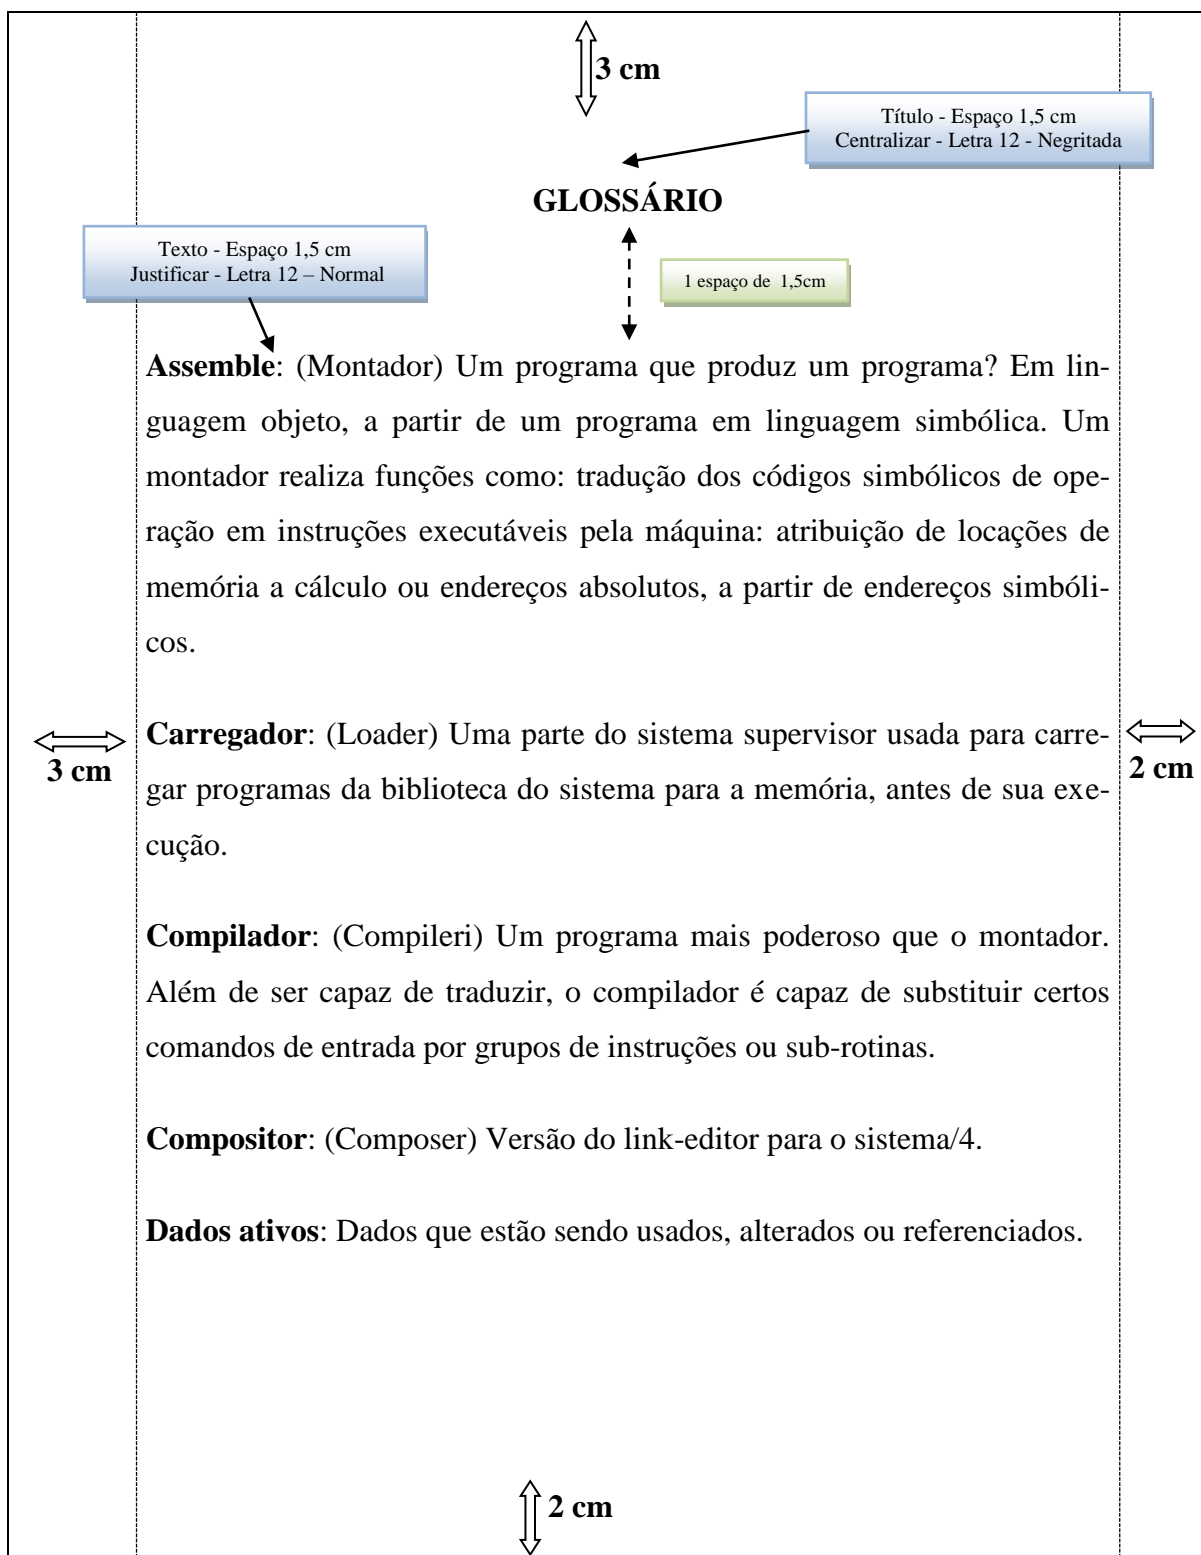 3 cm
Título - Espaço 1,5 cm
Centralizar - Letra 12 - Negritada
GLOSSÁRIO
Texto - Espaço 1,5 cm
Justificar - Letra 12 – Normal
1 espaço de 1,5cm
Assemble: (Montador) Um programa que produz um programa? Em lin-
guagem objeto, a partir de um programa em linguagem simbólica. Um
montador realiza funções como: tradução dos códigos simbólicos de ope-
ração em instruções executáveis pela máquina: atribuição de locações de
memória a cálculo ou endereços absolutos, a partir de endereços simbóli-
cos.
Carregador: (Loader) Uma parte do sistema supervisor usada para carre-
gar programas da biblioteca do sistema para a memória, antes de sua exe-
cução.
3 cm
2 cm
Compilador: (Compileri) Um programa mais poderoso que o montador.
Além de ser capaz de traduzir, o compilador é capaz de substituir certos
comandos de entrada por grupos de instruções ou sub-rotinas.
Compositor: (Composer) Versão do link-editor para o sistema/4.
Dados ativos: Dados que estão sendo usados, alterados ou referenciados.
2 cm